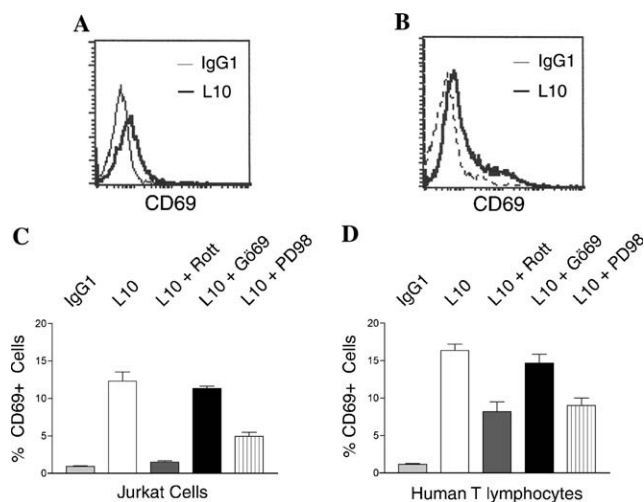 A
IgG1
L10
CD69
B
IgG1
L10
CD69
C
IgG1
L10
L10 + Rott
L10 + Gö69
L10 + PD98
% CD69+ Cells
20
15
10
5
0
Jurkat Cells
D
IgG1
L10
L10 + Rott
L10 + Gö69
L10 + PD98
% CD69+ Cells
20
15
10
5
0
Human T lymphocytes